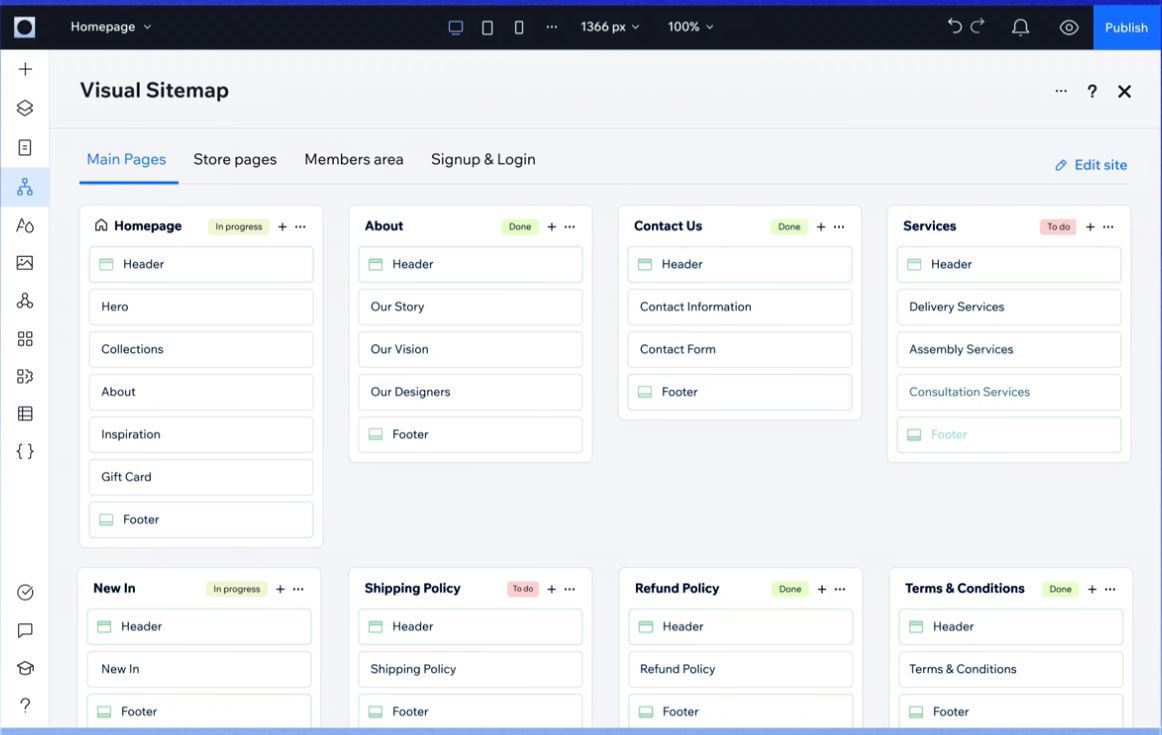 Homepage
1366 px
100%
Publish
Visual Sitemap
?
Main Pages
Store pages
Members area
Signup & Login
Edit site
Homepage
In progress
Header
Hero
Collections
About
Inspiration
Gift Card
Footer
About
Done
Header
Our Story
Our Vision
Our Designers
Footer
Contact Us
Done
Header
Contact Information
Contact Form
Footer
Services
To do
Header
Delivery Services
Assembly Services
Consultation Services
Footer
New In
In progress
Header
New In
Footer
Shipping Policy
To do
Header
Shipping Policy
Footer
Refund Policy
Done
Header
Refund Policy
Footer
Terms & Conditions
Done
Header
Terms & Conditions
Footer